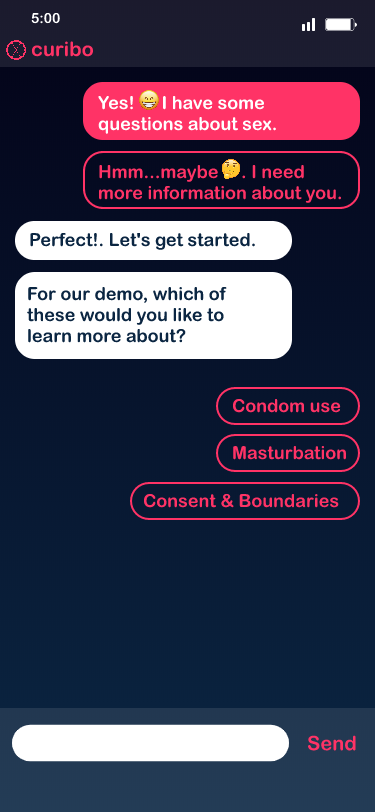 5:00
curibo
Yes! 😁 I have some
questions about sex.
Hmm...maybe 🤔. I need
more information about you.
Perfect!. Let's get started.
For our demo, which of
these would you like to
learn more about?
Condom use
Masturbation
Consent & Boundaries
Send